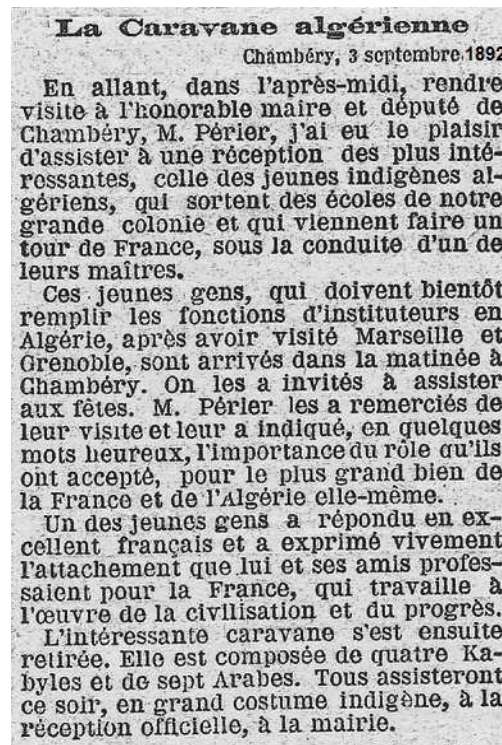 La Caravane algérienne
Chambéry, 3 septembre 1892
En allant, dans l'après-midi, rendre
visite à l'honorable maire et député de
Chambéry, M. Périer, j'ai eu le plaisir
d'assister à une réception des plus inté-
ressantes, celle des jeunes indigènes al-
gériens, qui sortent des écoles de notre
grande colonie et qui viennent faire un
tour de France, sous la conduite d'un de
leurs maîtres.
Ces jeunes gens, qui doivent bientôt
remplir les fonctions d'instituteurs en
Algérie, après avoir visité Marseille et
Grenoble, sont arrivés dans la matinée à
Chambéry. On les a invités à assister
aux fêtes. M. Périer les a remerciés de
leur visite et leur a indiqué, en quelques
mots heureux, l'importance du rôle qu'ils
ont accepté, pour le plus grand bien de
la France et de l'Algérie elle-même.
Un des jeunes gens a répondu en ex-
cellent français et a exprimé vivement
l'attachement que lui et ses amis profes-
saient pour la France, qui travaille à
l'œuvre de la civilisation et du progrès.
L'intéressante caravane s'est ensuite
retirée. Elle est composée de quatre Ka-
byles et de sept Arabes. Tous assisteront
ce soir, en grand costume indigène, à la
réception officielle, à la mairie.